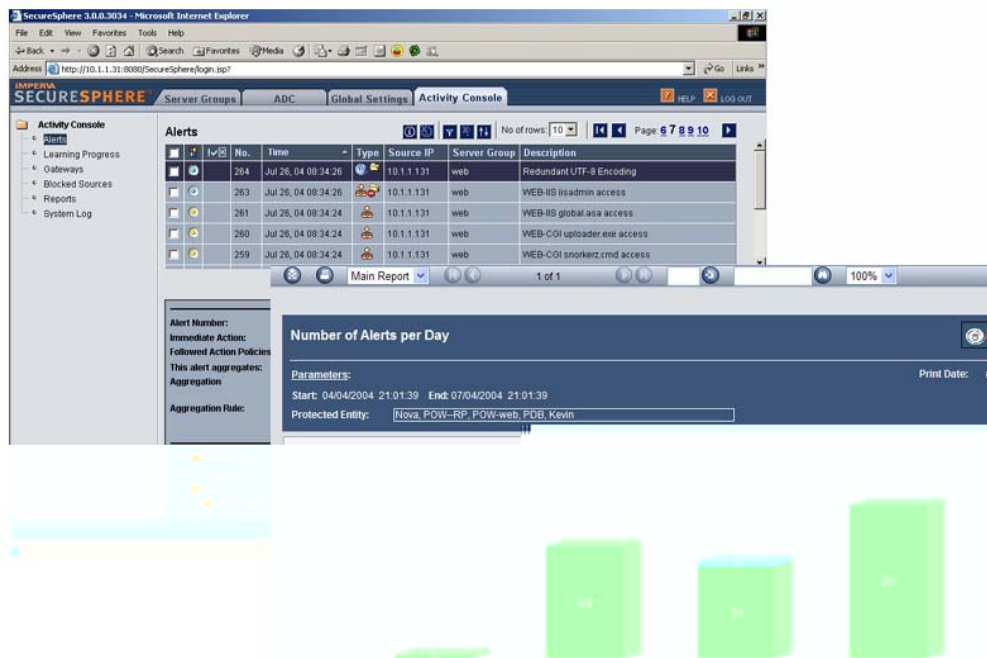 SecureSphere 3.0.0.3034 - Microsoft Internet Explorer
File Edit View Favorites Tools Help
Back Search Favorites Media
Address http://10.1.1.31:8080/SecureSphere/login.jsp? Go Links »
IMPERVA
SECURESPHERE Server Groups ADC Global Settings Activity Console HELP LOG OUT
Activity Console
Alerts
Learning Progress
Gateways
Blocked Sources
Reports
System Log
Alerts No of rows: 10 Page: 6 7 8 9 10
No. Time Type Source IP Server Group Description
264 Jul 26, 04 08:34:26 10.1.1.131 web Redundant UTF-8 Encoding
263 Jul 26, 04 08:34:26 10.1.1.131 web WEB-IIS iisadmin access
261 Jul 26, 04 08:34:24 10.1.1.131 web WEB-IIS global.asa access
260 Jul 26, 04 08:34:24 10.1.1.131 web WEB-CGI uploader.exe access
259 Jul 26, 04 08:34:24 10.1.1.131 web WEB-CGI snorkerz.cmd access
Main Report 1 of 1 100%
Alert Number:
Immediate Action:
Followed Action Policies
This alert aggregates:
Aggregation
Aggregation Rule:
Number of Alerts per Day
Parameters: Print Date:
Start: 04/04/2004 21:01:39 End: 07/04/2004 21:01:39
Protected Entity: Nova, POW--RP, POW-web, PDB, Kevin